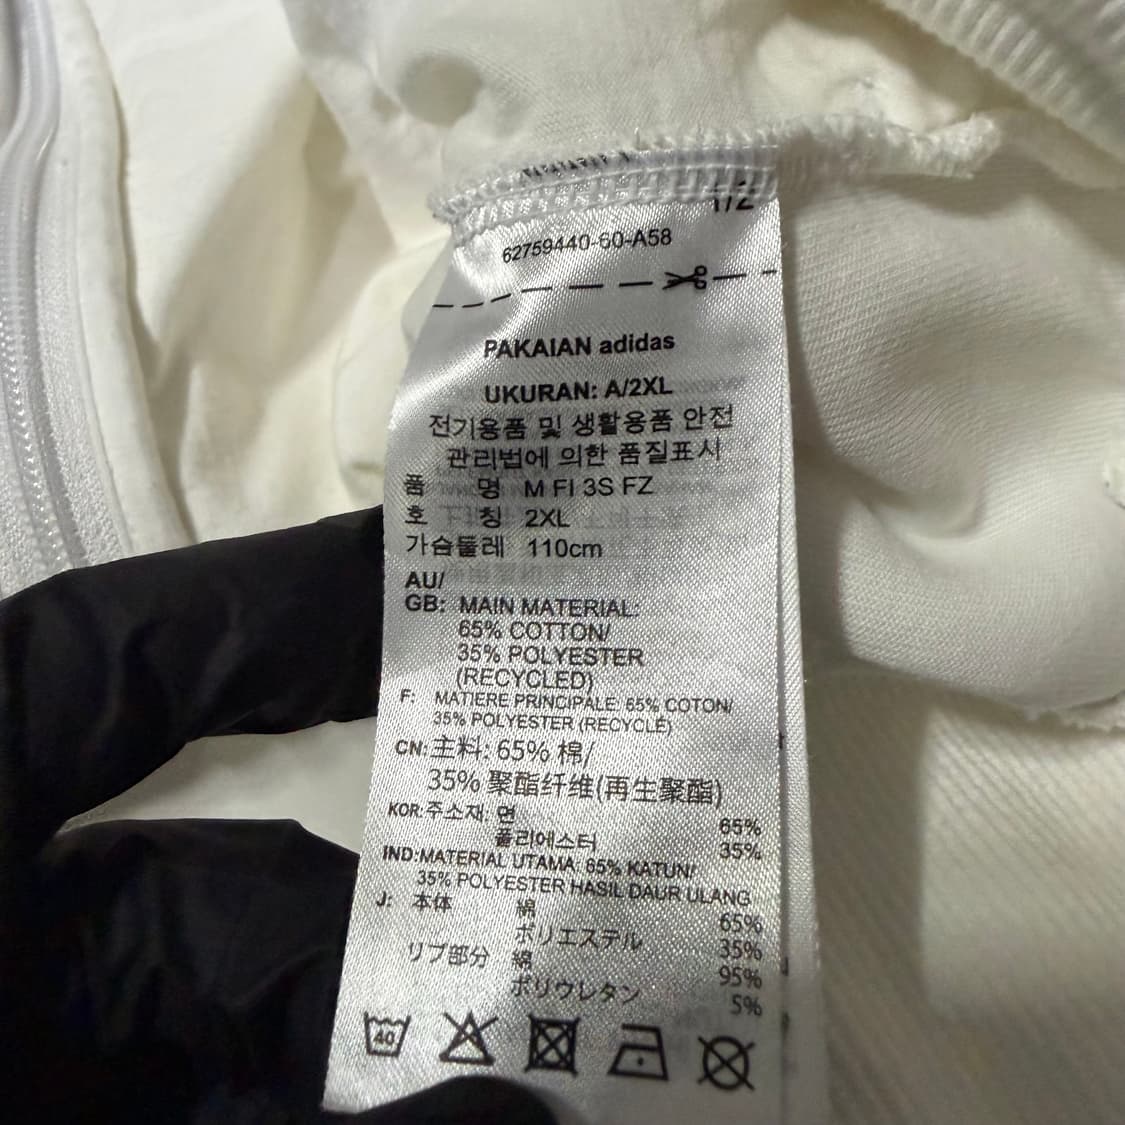 1/2
62759440-60-A58
PAKAIAN adidas
UKURAN: A/2XL
전기용품 및 생활용품 안전
관리법에 의한 품질표시
품 명 M FI 3S FZ
호 칭 2XL
가슴둘레 110cm
AU/
GB: MAIN MATERIAL:
65% COTTON/
35% POLYESTER
(RECYCLED)
F: MATIERE PRINCIPALE: 65% COTON/
35% POLYESTER (RECYCLE)
CN: 主料: 65% 棉/
35% 聚酯纤维(再生聚酯)
KOR: 주소재: 면 65%
폴리에스터 35%
IND:MATERIAL UTAMA: 65% KATUN/
35% POLYESTER HASIL DAUR ULANG
J: 本体 綿 65%
ポリエステル 35%
リブ部分 綿 95%
ポリウレタン 5%
40